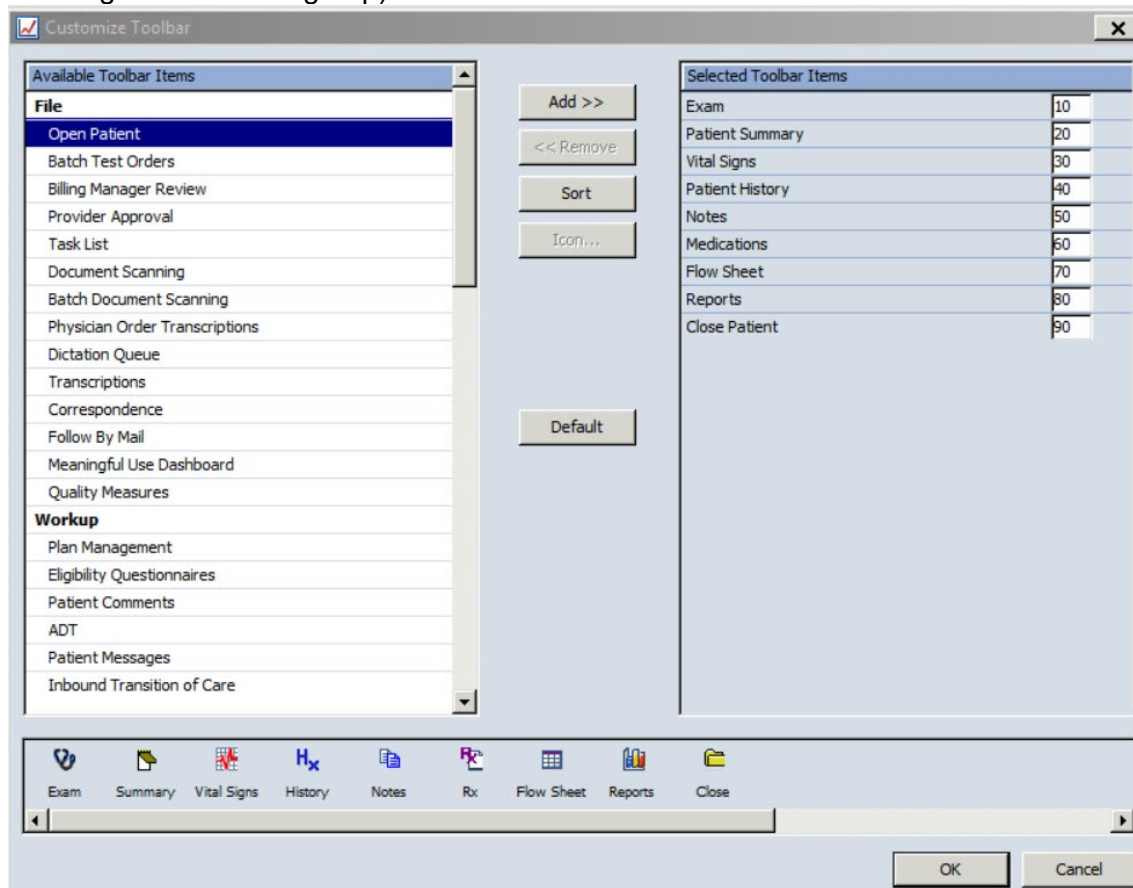 Customize Toolbar
Available Toolbar Items
File
Open Patient
Batch Test Orders
Billing Manager Review
Provider Approval
Task List
Document Scanning
Batch Document Scanning
Physician Order Transcriptions
Dictation Queue
Transcriptions
Correspondence
Follow By Mail
Meaningful Use Dashboard
Quality Measures
Workup
Plan Management
Eligibility Questionnaires
Patient Comments
ADT
Patient Messages
Inbound Transition of Care
Add >>
<< Remove
Sort
Icon...
Default
Selected Toolbar Items
Exam 10
Patient Summary 20
Vital Signs 30
Patient History 40
Notes 50
Medications 60
Flow Sheet 70
Reports 80
Close Patient 90
Hx Rx
Exam Summary Vital Signs History Notes Rx Flow Sheet Reports Close
OK Cancel